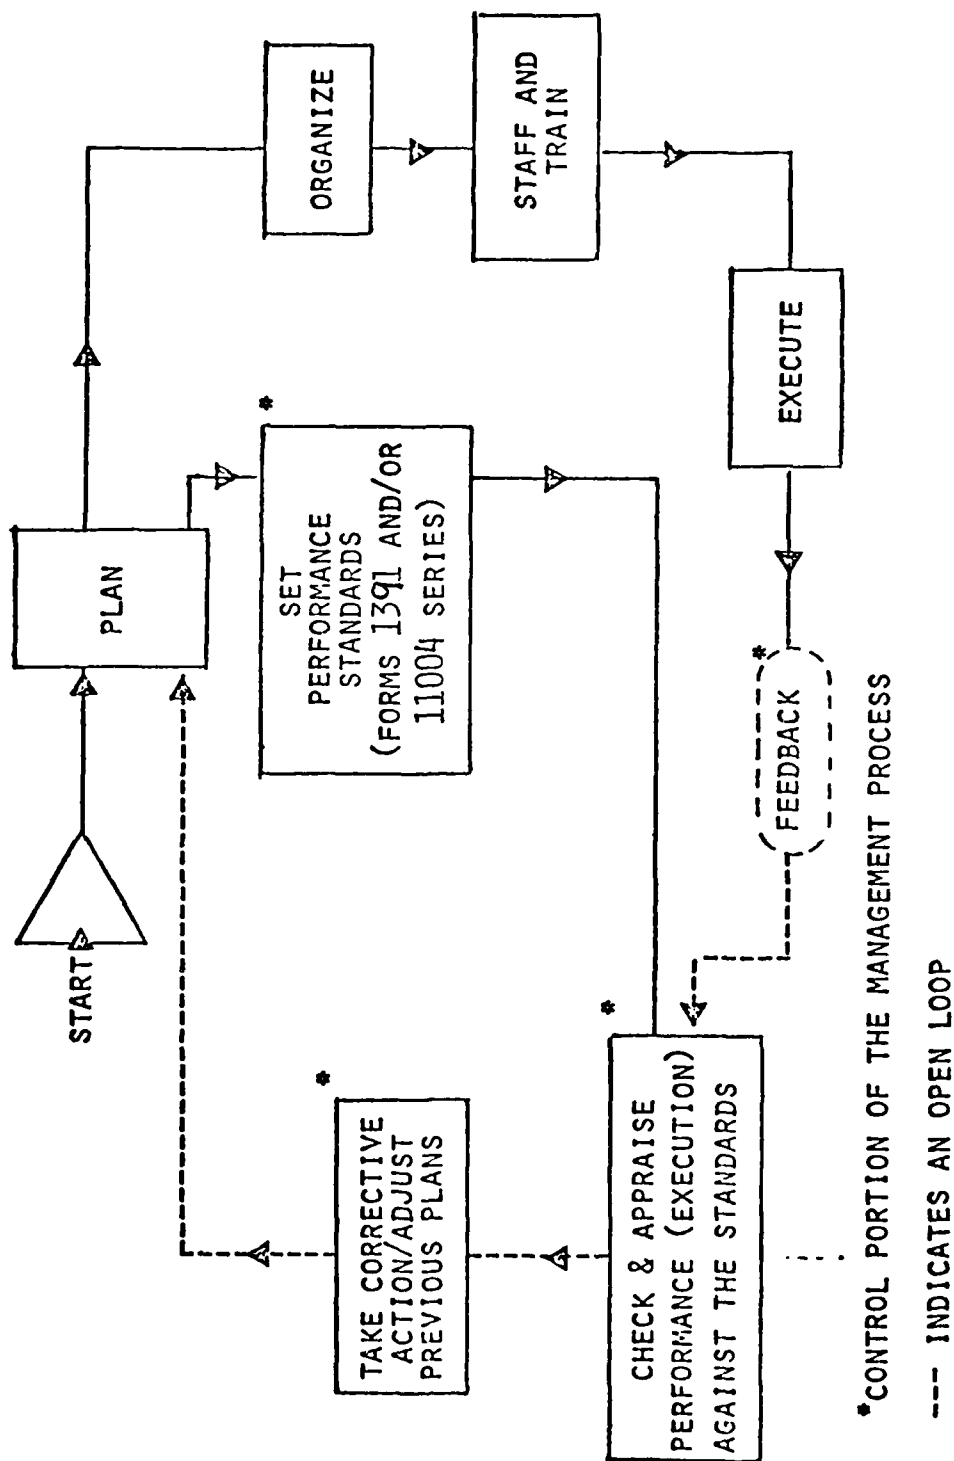 START
PLAN
ORGANIZE
STAFF AND
TRAIN
EXECUTE
*
SET
PERFORMANCE
STANDARDS
(FORMS 1391 AND/OR
11004 SERIES)
*
FEEDBACK
*
CHECK & APPRAISE
PERFORMANCE (EXECUTION)
AGAINST THE STANDARDS
*
TAKE CORRECTIVE
ACTION/ADJUST
PREVIOUS PLANS
*CONTROL PORTION OF THE MANAGEMENT PROCESS
--- INDICATES AN OPEN LOOP